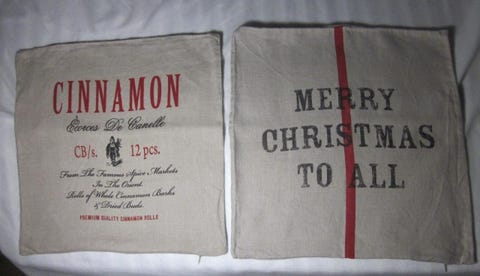 CINNAMON
Ecorces De Canelle
CB/s. 12 pcs.
From The Famous Spice Markets
In The Orient.
Rolls of Whole Cinnamon Barks
& Dried Buds.
PREMIUM QUALITY CINNAMON ROLLS
MERRY
CHRISTMAS
TO ALL